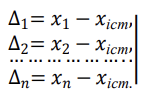 Δ₁= x₁ − xᵢcₘ,
Δ₂= x₂ − xᵢcₘ,
… … … … … … ..
Δₙ= xₙ − xᵢcₘ.